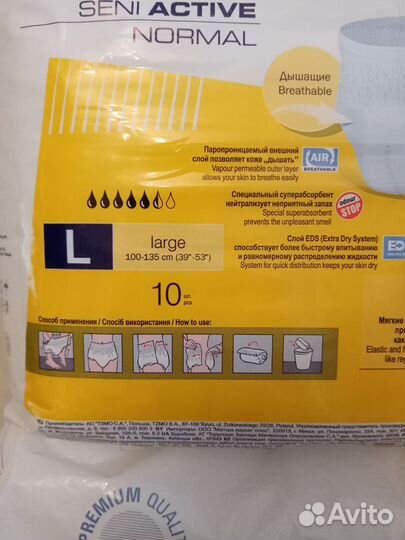 SENI ACTIVE
NORMAL
Дышащие
Breathable
Паропроницаемый внешний
слой позволяет коже „дышать"
Vapour permeable outer layer
allows your skin to breathe easily
AIR
BREATHABLE
Специальный суперабсорбент
нейтрализует неприятный запах
Special superabsorbent
prevents the unpleasant smell
odour
STOP
Слой EDS (Extra Dry System)
способствует более быстрому впитыванию
и равномерному распределению жидкости
System for quick distribution keeps your skin dry
L
large
100-135 cm (39"-53")
10 шт.
pcs
Мягкие
Elastic and
like re
Способ применения / Спосіб використання / How to use:
PREMIUM QUALIT
Avito